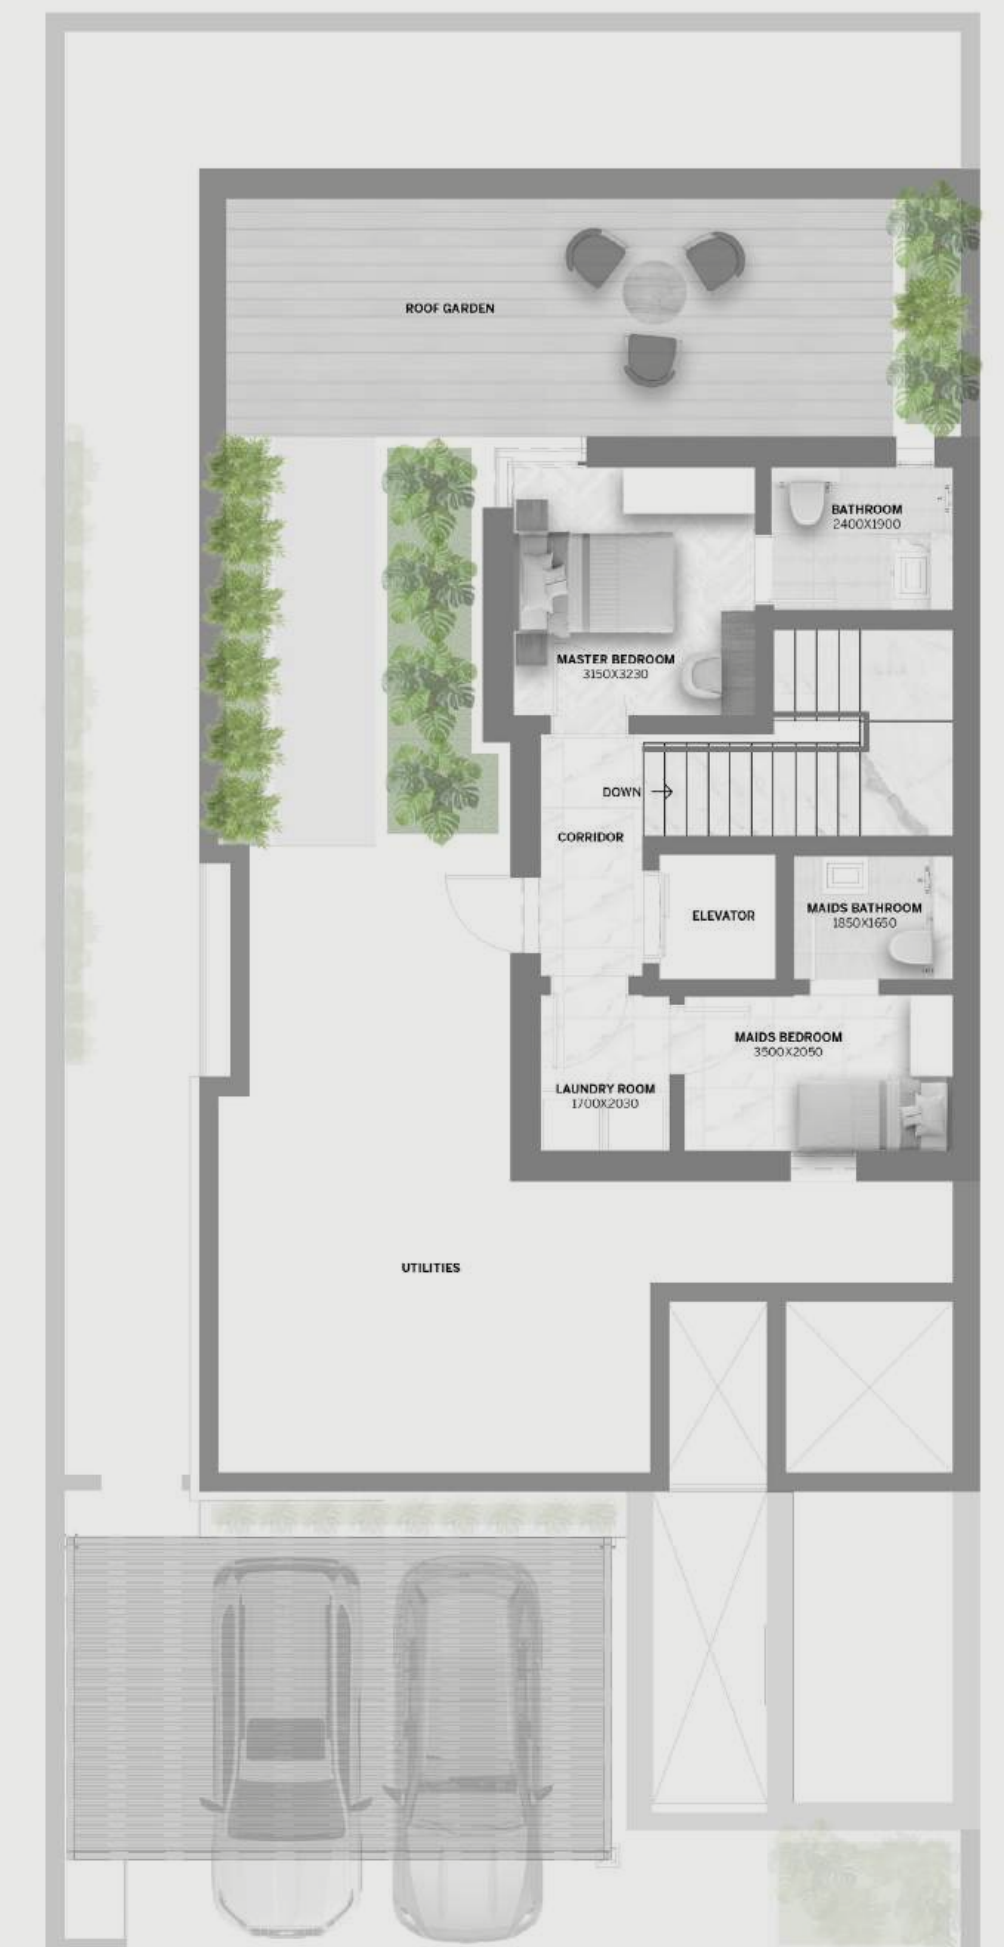 ROOF GARDEN
BATHROOM
2400X1900
MASTER BEDROOM
3150X3230
DOWN
CORRIDOR
MAIDS BATHROOM
1850X1650
ELEVATOR
MAIDS BEDROOM
3500X2050
LAUNDRY ROOM
1700X2030
UTILITIES